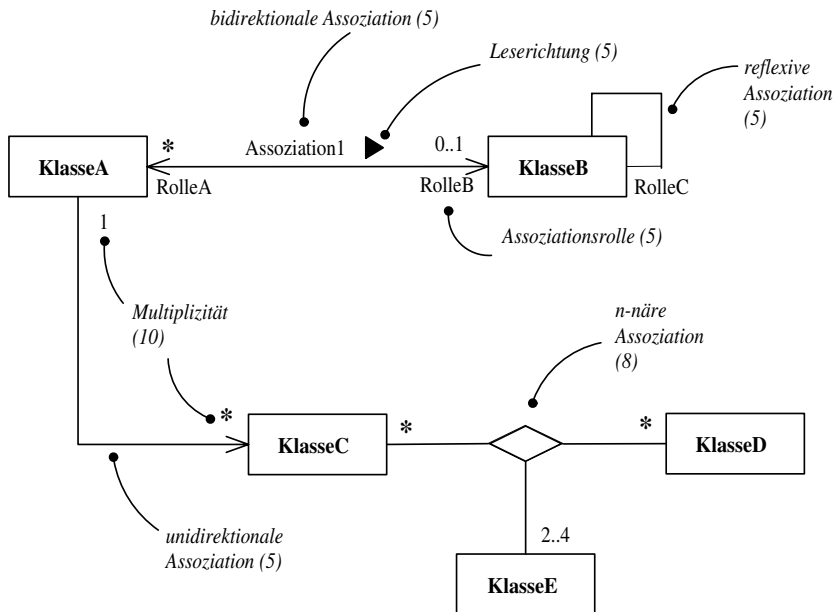 bidirektionale Assoziation (5)
Leserichtung (5)
reflexive
Assoziation
(5)
*
Assoziation1
0..1
KlasseA
KlasseB
RolleA
RolleB
RolleC
1
Assoziationsrolle (5)
Multiplizität
(10)
n-näre
Assoziation
(8)
*
*
*
KlasseC
KlasseD
unidirektionale
Assoziation (5)
2..4
KlasseE